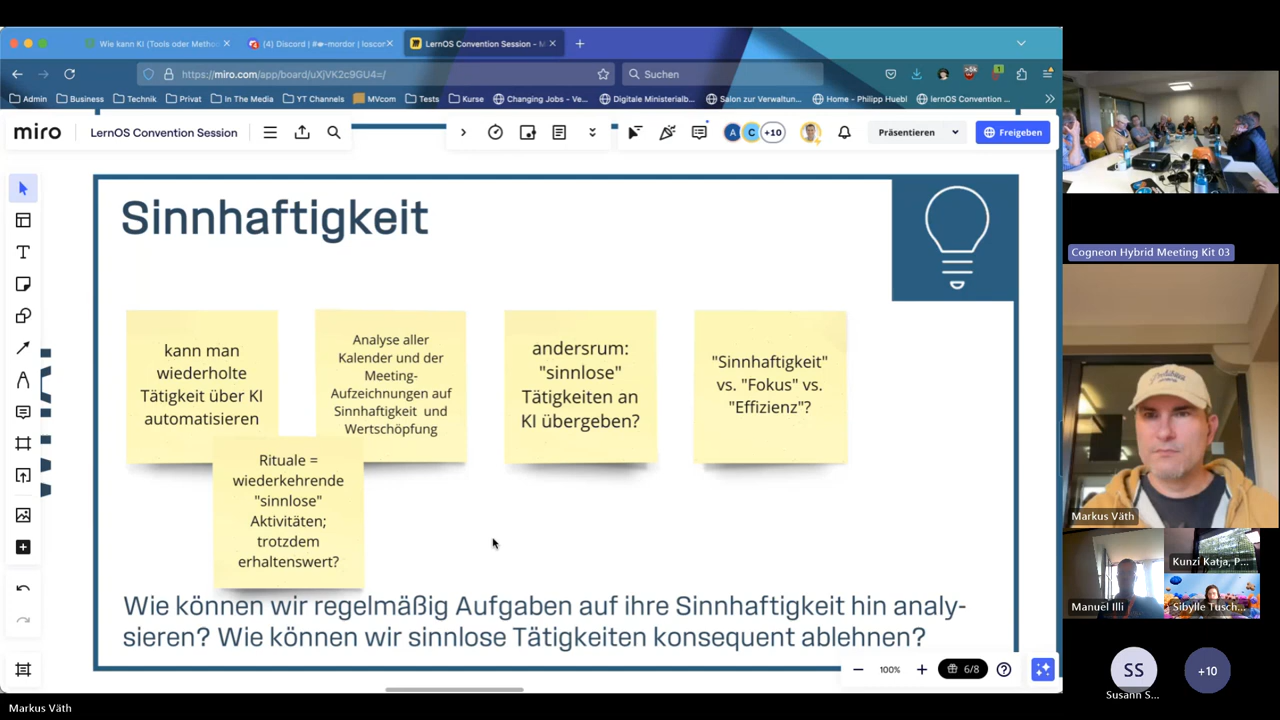 Wie kann KI (Tools oder Metho
(4) Discord | #
-mordor | loscor
LernOS Convention Session - M
https://miro.com/app/board/uXjVK2c9GU4=/
Suchen
>5k
1
Admin
Business
Technik
Privat
In The Media
YT Channels
MVcom
Tests
Kurse
Changing Jobs - Ve...
Digitale Ministerialb...
Salon zur Verwaltun...
Home - Philipp Huebl
lernOS Convention ...
miro
LernOS Convention Session
A
C
+10
Präsentieren
Freigeben
Sinnhaftigkeit
kann man
wiederholte
Tätigkeit über KI
automatisieren
Analyse aller
Kalender und der
Meeting-
Aufzeichnungen auf
Sinnhaftigkeit und
Wertschöpfung
andersrum:
"sinnlose"
Tätigkeiten an
KI übergeben?
"Sinnhaftigkeit"
vs. "Fokus" vs.
"Effizienz"?
Rituale =
wiederkehrende
"sinnlose"
Aktivitäten;
trotzdem
erhaltenswert?
Wie können wir regelmäßig Aufgaben auf ihre Sinnhaftigkeit hin analy-
sieren? Wie können wir sinnlose Tätigkeiten konsequent ablehnen?
100%
6/8
Cogneon Hybrid Meeting Kit 03
Markus Väth
Manuel Illi
Kunzi Katja, P...
Sibylle Tusch...
SS
Susann S...
+10
Markus Väth